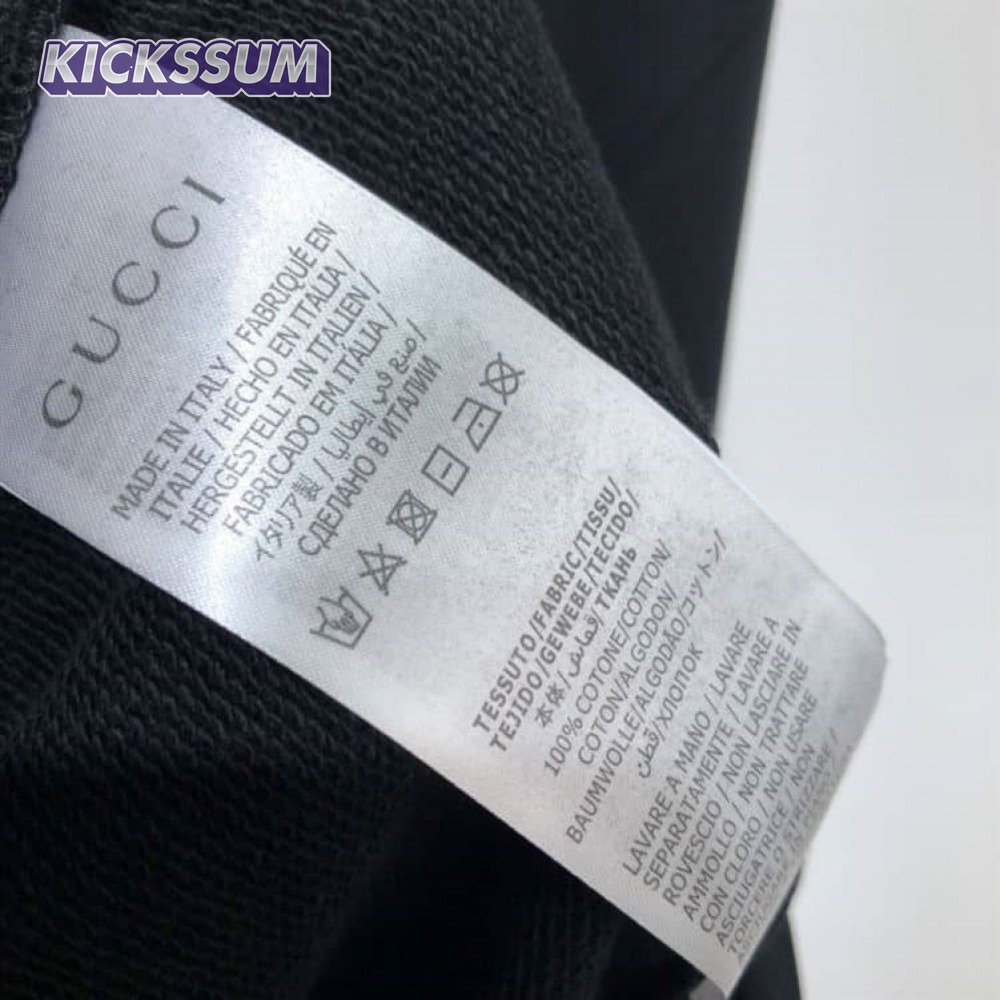 KICKSSUM
GUCCI
MADE IN ITALY / FABRIQUÉ EN
ITALIE / HECHO EN ITALIA /
HERGESTELLT IN ITALIEN /
FABRICADO EM ITÁLIA /
イタリア製 / صنع في إيطاليا /
СДЕЛАНО В ИТАЛИИ
TESSUTO/FABRIC/TISSU/
TEJIDO/GEWEBE/TECIDO/
本体/قماش/ТКАНЬ
100% COTONE/COTTON/
COTON/ALGODON/
BAUMWOLLE/ALGODÃO/コットン/
قطن/ХЛОПОК
LAVARE A MANO / LAVARE
SEPARATAMENTE / LAVARE A
ROVESCIO / NON LASCIARE IN
AMMOLLO / NON TRATTARE
CON CLORO / NON USARE
ASCIUGATRICE / NON
TORCERE O STRIZZARE /